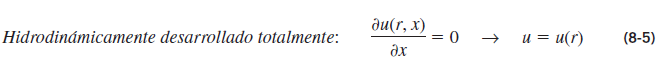 Hidrodinámicamente desarrollado totalmente: ∂u(r, x)/∂x = 0 → u = u(r) (8-5)